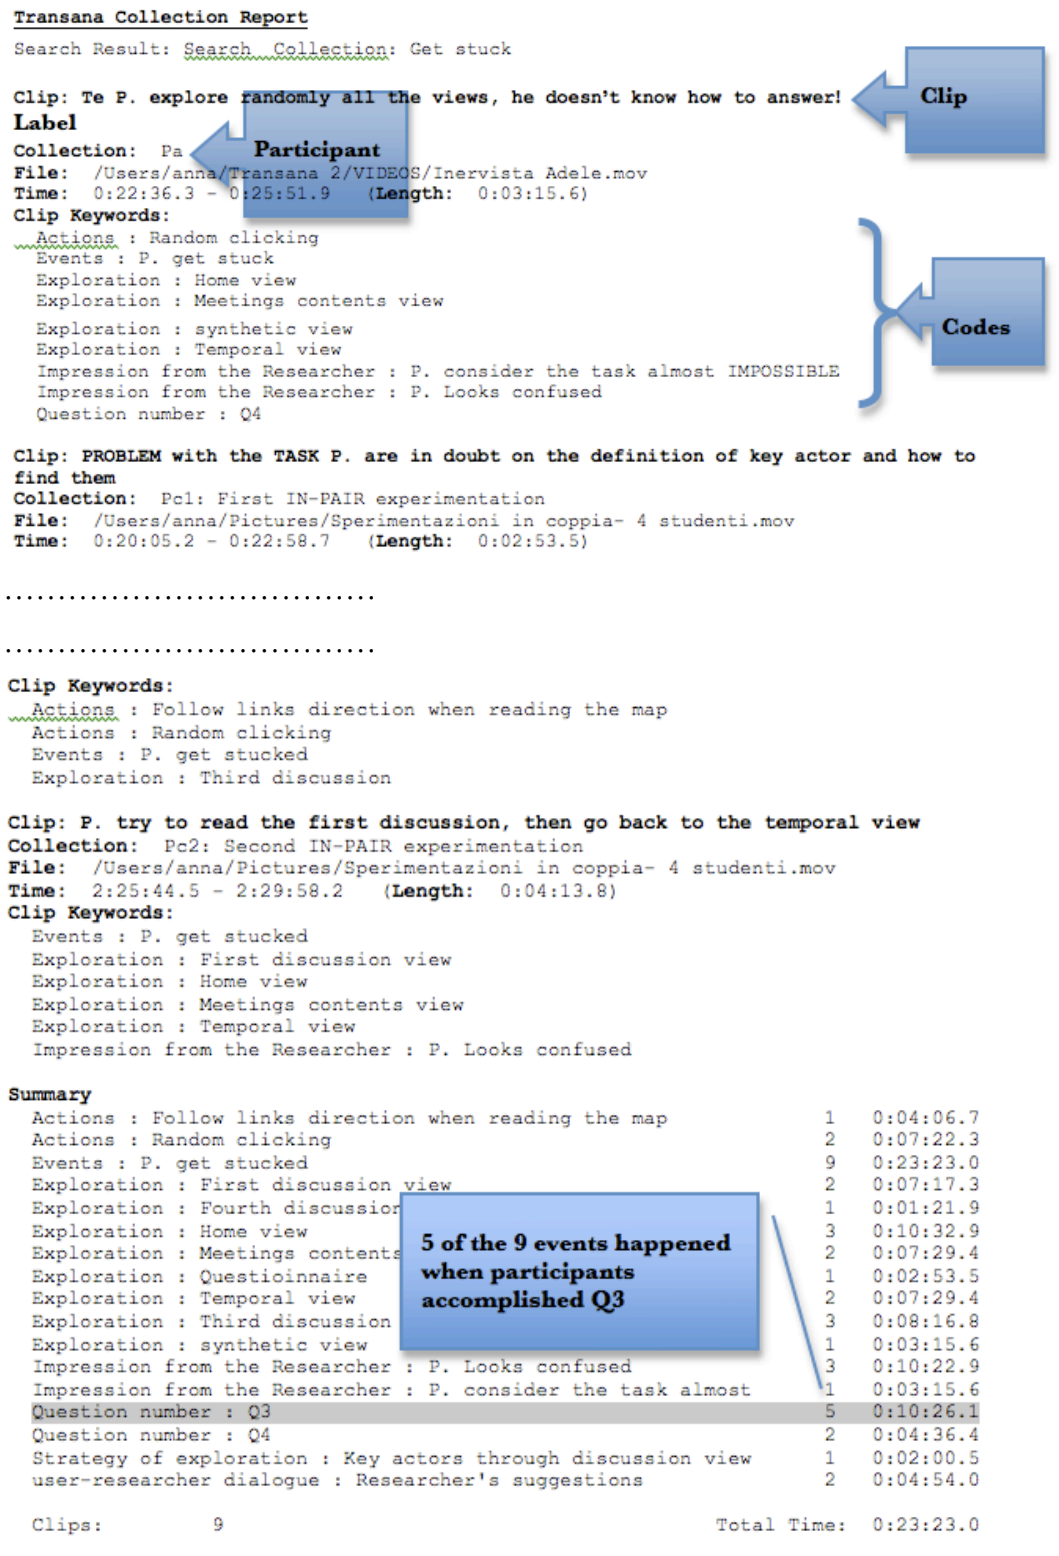 Transana Collection Report
Search Result: Search Collection: Get stuck
Clip: Te P. explore randomly all the views, he doesn't know how to answer!
Clip
Label
Collection: Pa
Participant
File: /Users/anna/Transana 2/VIDEOS/Inervista Adele.mov
Time: 0:22:36.3 - 0:25:51.9 (Length: 0:03:15.6)
Clip Keywords:
Actions : Random clicking
Events : P. get stuck
Exploration : Home view
Exploration : Meetings contents view
Exploration : synthetic view
Exploration : Temporal view
Impression from the Researcher : P. consider the task almost IMPOSSIBLE
Impression from the Researcher : P. Looks confused
Question number : Q4
Codes
Clip: PROBLEM with the TASK P. are in doubt on the definition of key actor and how to
find them
Collection: Pc1: First IN-PAIR experimentation
File: /Users/anna/Pictures/Sperimentazioni in coppia- 4 studenti.mov
Time: 0:20:05.2 - 0:22:58.7 (Length: 0:02:53.5)
...................................
...................................
Clip Keywords:
Actions : Follow links direction when reading the map
Actions : Random clicking
Events : P. get stucked
Exploration : Third discussion
Clip: P. try to read the first discussion, then go back to the temporal view
Collection: Pc2: Second IN-PAIR experimentation
File: /Users/anna/Pictures/Sperimentazioni in coppia- 4 studenti.mov
Time: 2:25:44.5 - 2:29:58.2 (Length: 0:04:13.8)
Clip Keywords:
Events : P. get stucked
Exploration : First discussion view
Exploration : Home view
Exploration : Meetings contents view
Exploration : Temporal view
Impression from the Researcher : P. Looks confused
Summary
Actions : Follow links direction when reading the map 1 0:04:06.7
Actions : Random clicking 2 0:07:22.3
Events : P. get stucked 9 0:23:23.0
Exploration : First discussion view 2 0:07:17.3
Exploration : Fourth discussion 1 0:01:21.9
Exploration : Home view 3 0:10:32.9
Exploration : Meetings contents 2 0:07:29.4
Exploration : Questioinnaire 1 0:02:53.5
Exploration : Temporal view 2 0:07:29.4
Exploration : Third discussion 3 0:08:16.8
Exploration : synthetic view 1 0:03:15.6
Impression from the Researcher : P. Looks confused 3 0:10:22.9
Impression from the Researcher : P. consider the task almost 1 0:03:15.6
Question number : Q3 5 0:10:26.1
Question number : Q4 2 0:04:36.4
Strategy of exploration : Key actors through discussion view 1 0:02:00.5
user-researcher dialogue : Researcher's suggestions 2 0:04:54.0
5 of the 9 events happened
when participants
accomplished Q3
Clips: 9 Total Time: 0:23:23.0